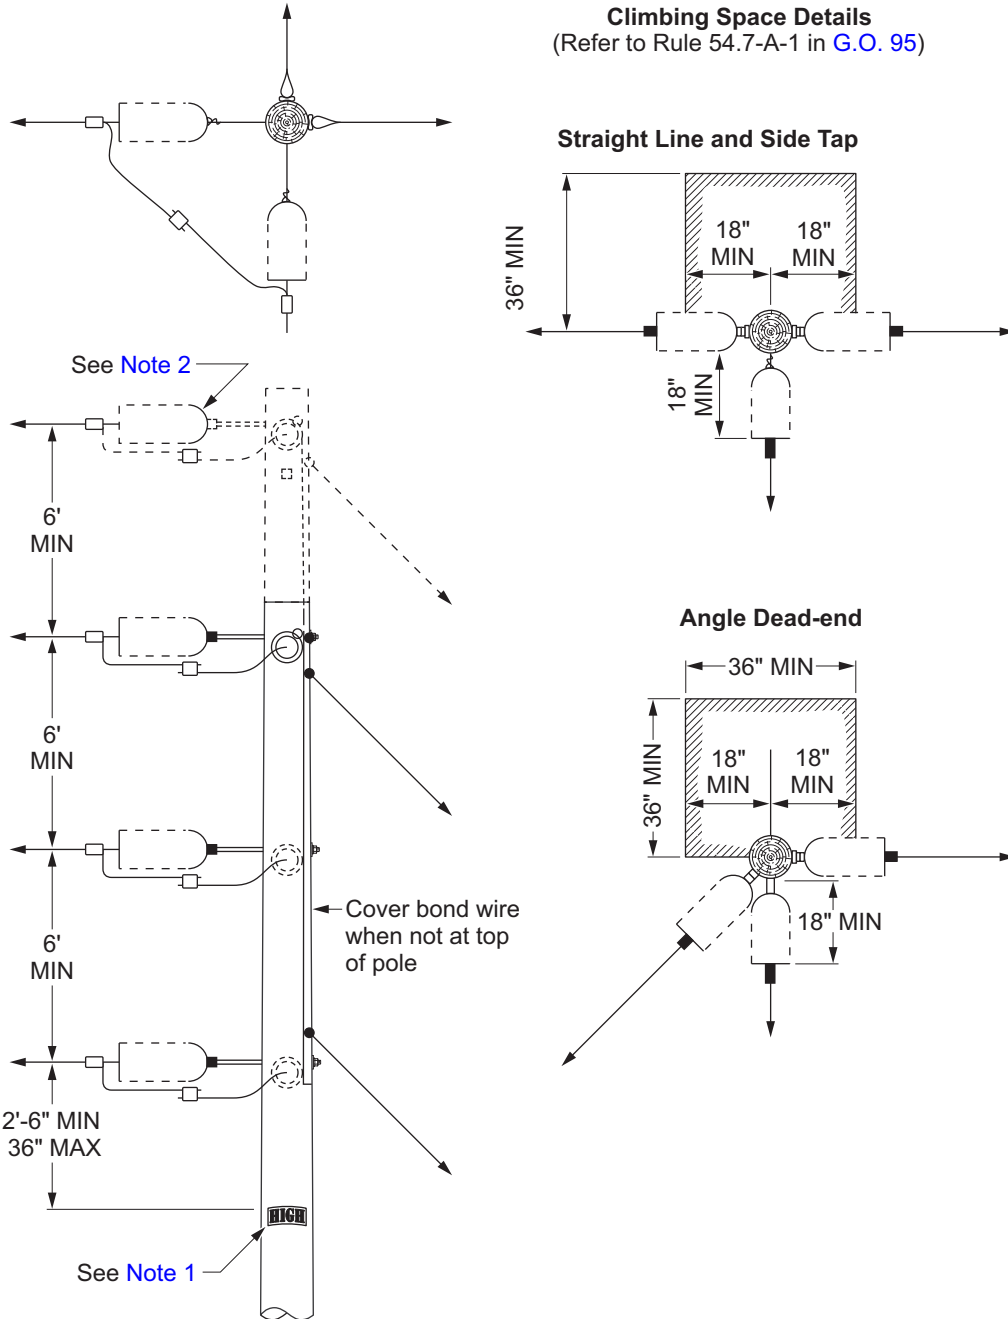 Climbing Space Details
(Refer to Rule 54.7-A-1 in G.O. 95)
Straight Line and Side Tap
36" MIN
18"
MIN
18"
MIN
18"
MIN
See Note 2
6'
MIN
6'
MIN
6'
MIN
Cover bond wire
when not at top
of pole
2'-6" MIN
36" MAX
HIGH
See Note 1
Angle Dead-end
36" MIN
36" MIN
18"
MIN
18"
MIN
18" MIN